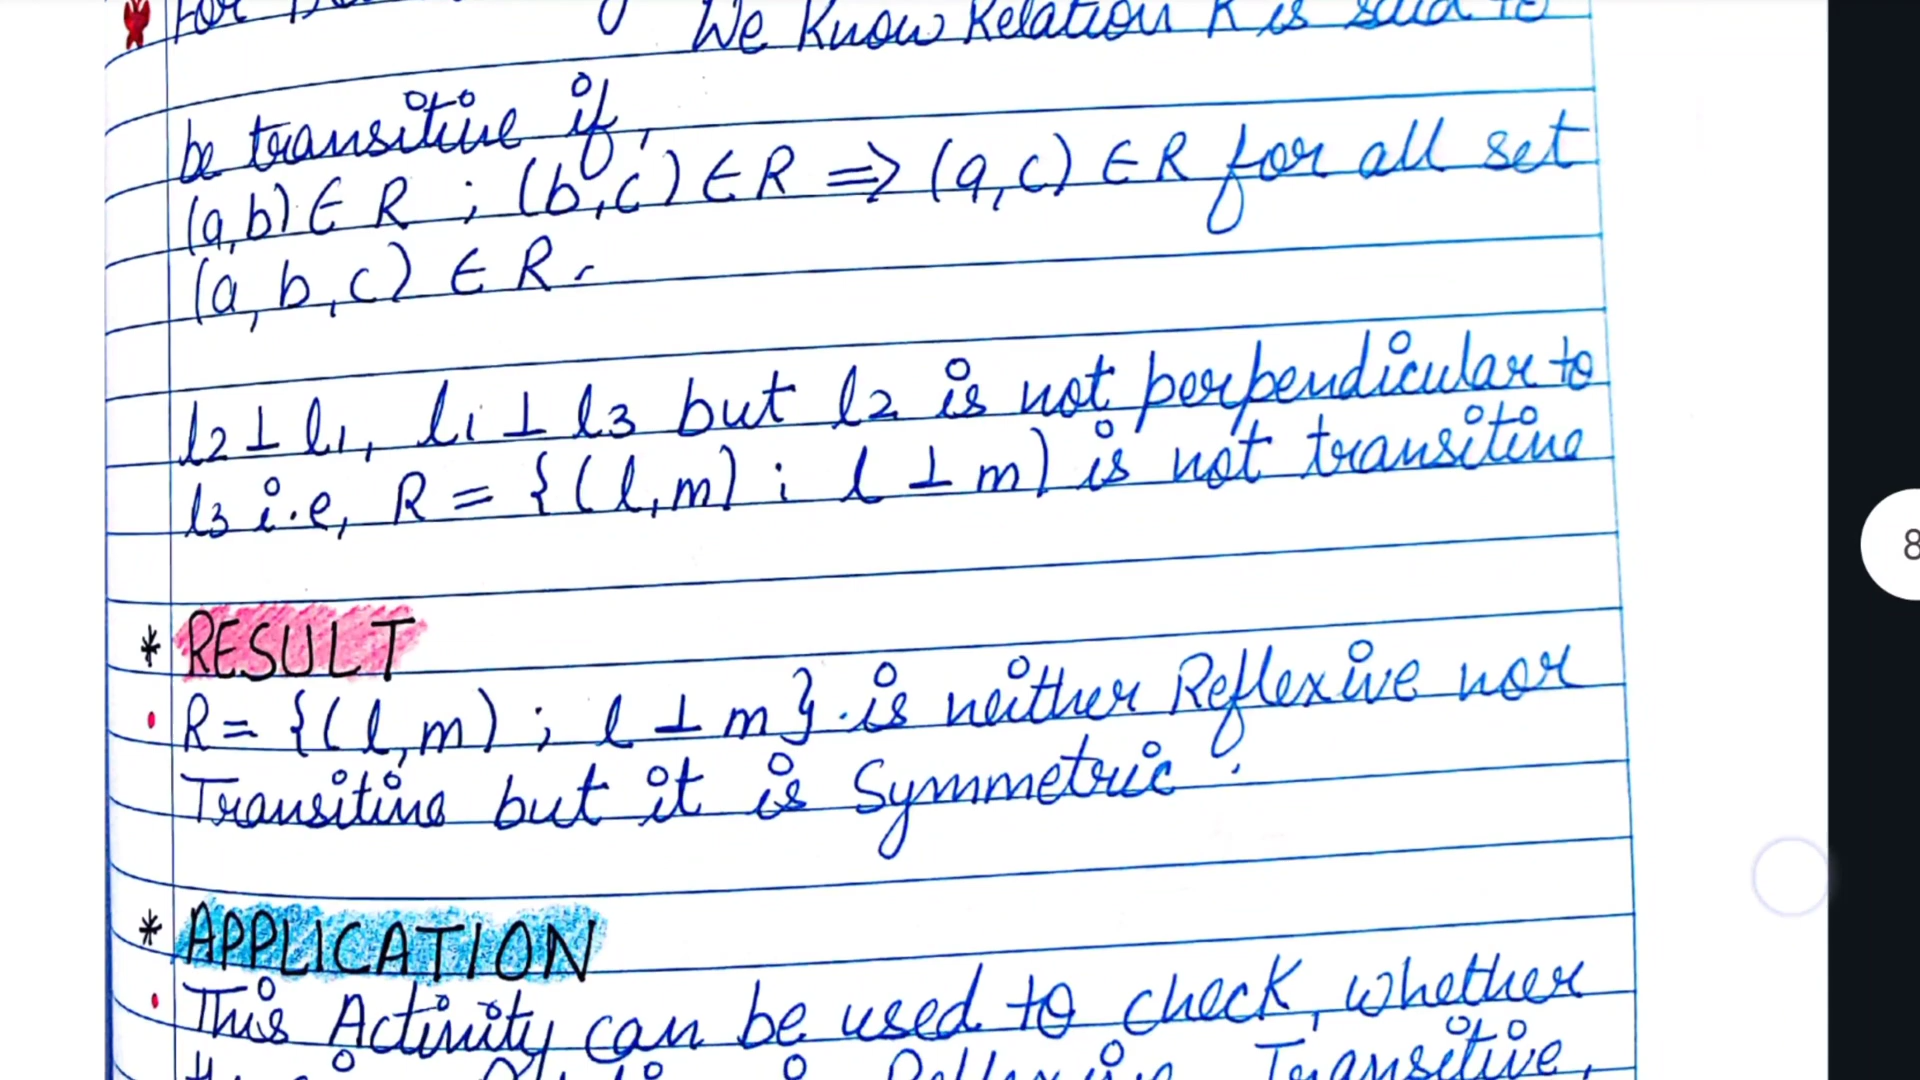 We Know Relation R is said to
be transitive if,
(a,b) ∈ R ; (b,c) ∈ R => (a,c) ∈ R for all set
(a,b,c) ∈ R.
l2 ⊥ l1, l1 ⊥ l3 but l2 is not perpendicular to
l3 i.e, R = {(l,m) ; l ⊥ m) is not transitive
* RESULT
• R = {(l,m) ; l ⊥ m}. is neither Reflexive nor
Transitive but it is Symmetric.
* APPLICATION
• This Activity can be used to check, whether
Transitive,
8